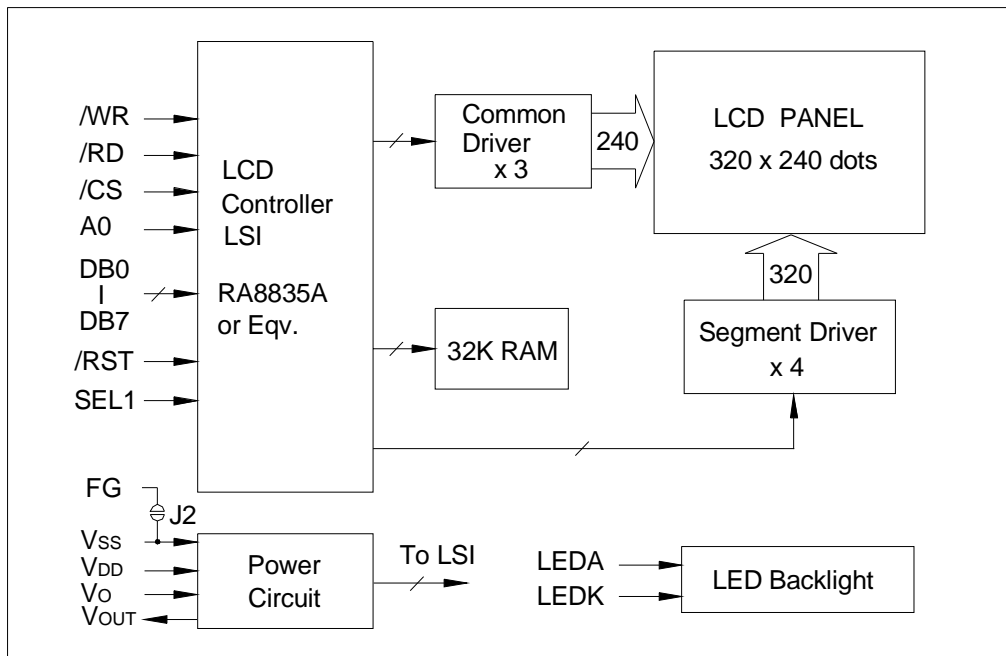 /WR
/RD
/CS
A0
DB0
DB7
/RST
SEL1
LCD
Controller
LSI
RA8835A
or Eqv.
Common
Driver
x 3
240
LCD PANEL
320 x 240 dots
320
32K RAM
Segment Driver
x 4
FG
J2
VSS
VDD
VO
VOUT
Power
Circuit
To LSI
LEDA
LEDK
LED Backlight